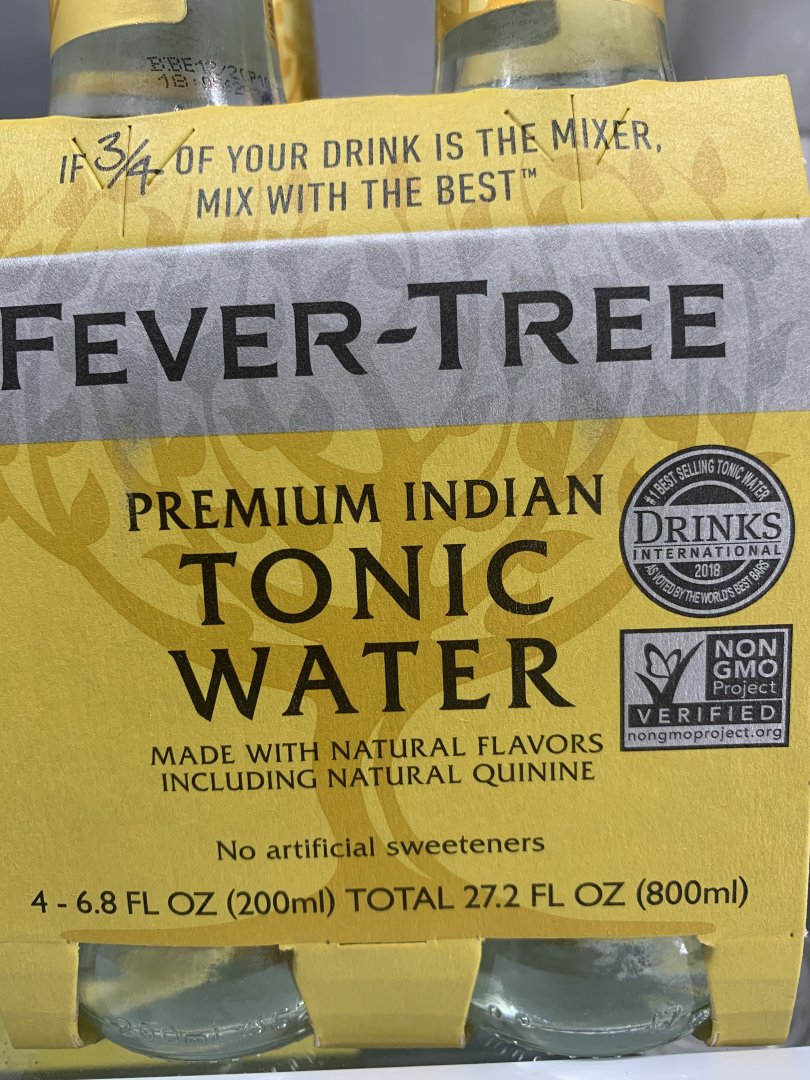 IF 3/4 OF YOUR DRINK IS THE MIXER,
MIX WITH THE BEST™
FEVER-TREE
PREMIUM INDIAN
TONIC
WATER
MADE WITH NATURAL FLAVORS
INCLUDING NATURAL QUININE
No artificial sweeteners
4 - 6.8 FL OZ (200ml) TOTAL 27.2 FL OZ (800ml)
#1 BEST SELLING TONIC WATER
DRINKS
INTERNATIONAL
2018
AS VOTED BY THE WORLD'S BEST BARS
NON
GMO
Project
VERIFIED
nongmoproject.org
200ml